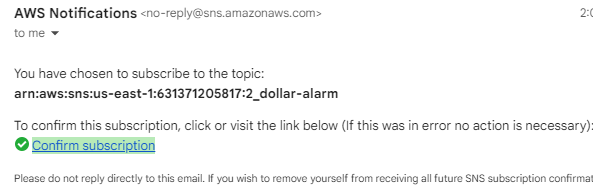 AWS Notifications <no-reply@sns.amazonaws.com> 2:0
to me
You have chosen to subscribe to the topic:
arn:aws:sns:us-east-1:631371205817:2_dollar-alarm
To confirm this subscription, click or visit the link below (If this was in error no action is necessary):
Confirm subscription
Please do not reply directly to this email. If you wish to remove yourself from receiving all future SNS subscription confirmat